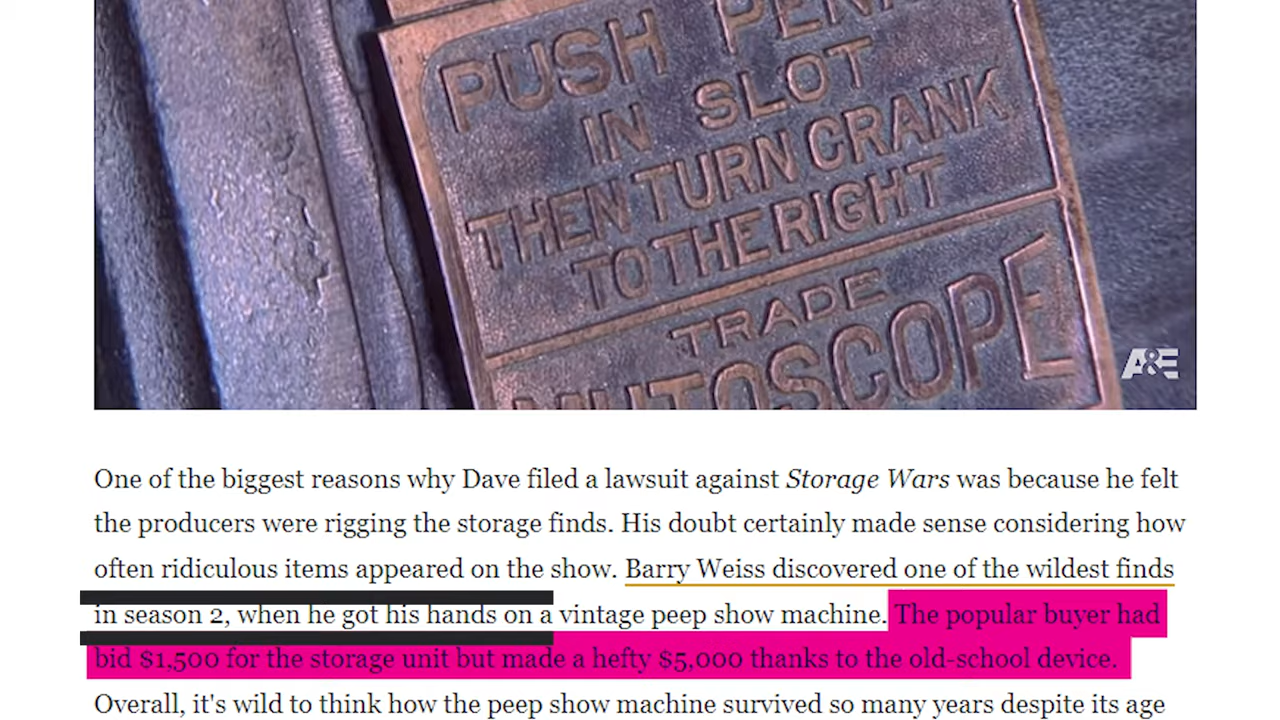 PUSH PEN
IN SLOT
THEN TURN CRANK
TO THE RIGHT
TRADE
MUTOSCOPE
A&E
One of the biggest reasons why Dave filed a lawsuit against Storage Wars was because he felt
the producers were rigging the storage finds. His doubt certainly made sense considering how
often ridiculous items appeared on the show. Barry Weiss discovered one of the wildest finds
in season 2, when he got his hands on a vintage peep show machine. The popular buyer had
bid $1,500 for the storage unit but made a hefty $5,000 thanks to the old-school device.
Overall, it's wild to think how the peep show machine survived so many years despite its age